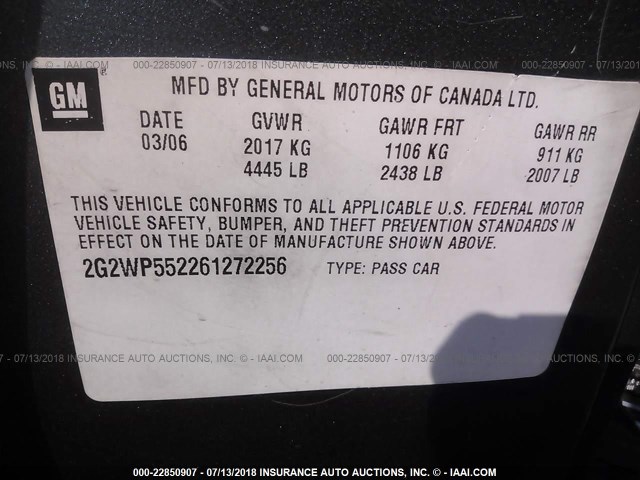 000-22850907 - 07/13/2018 INSURANCE AUTO AUCTIONS, INC. © - IAAI.COM
GM
MFD BY GENERAL MOTORS OF CANADA LTD.
DATE GVWR GAWR FRT GAWR RR
03/06 2017 KG 1106 KG 911 KG
4445 LB 2438 LB 2007 LB
THIS VEHICLE CONFORMS TO ALL APPLICABLE U.S. FEDERAL MOTOR
VEHICLE SAFETY, BUMPER, AND THEFT PREVENTION STANDARDS IN
EFFECT ON THE DATE OF MANUFACTURE SHOWN ABOVE.
2G2WP552261272256 TYPE: PASS CAR
000-22850907 - 07/13/2018 INSURANCE AUTO AUCTIONS, INC. © - IAAI.COM
000-22850907 - 07/13/2018 INSURANCE AUTO AUCTIONS, INC. © - IAAI.COM